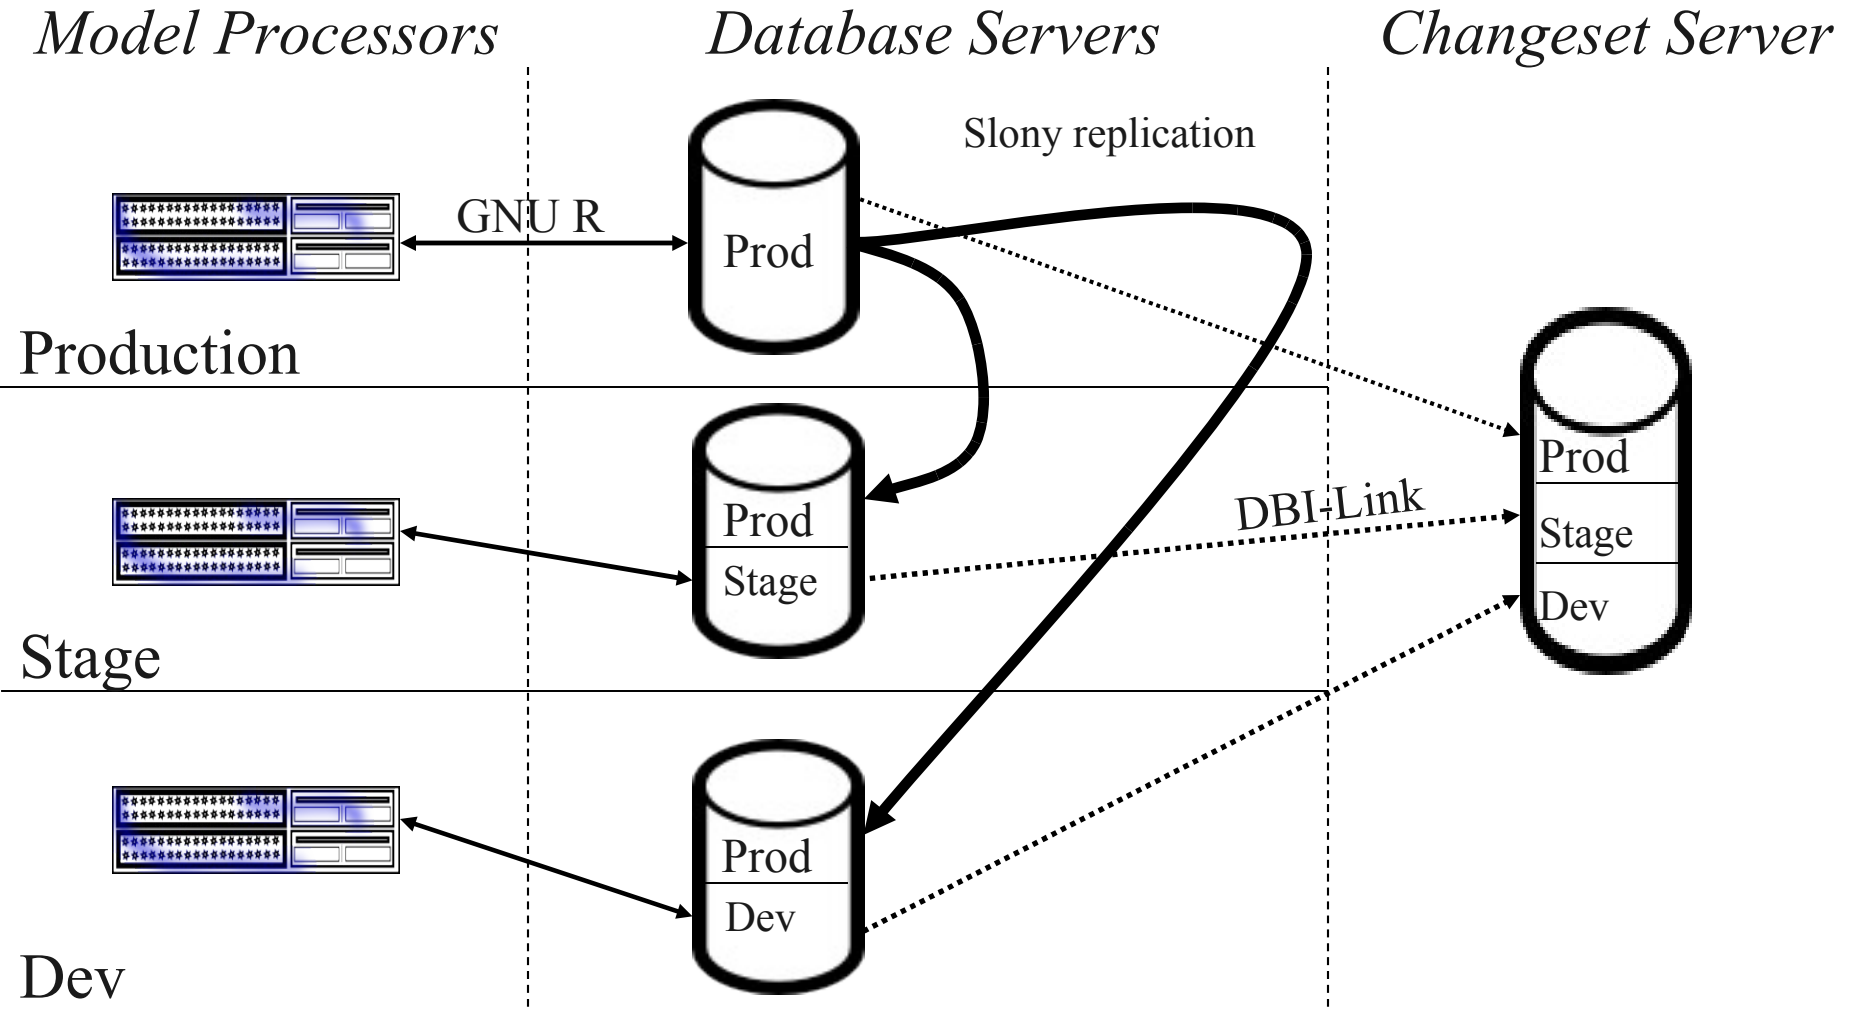 Model Processors
Database Servers
Changeset Server
Slony replication
GNU R
Prod
Production
Prod
Stage
DBI-Link
Prod
Stage
Dev
Stage
Prod
Dev
Dev